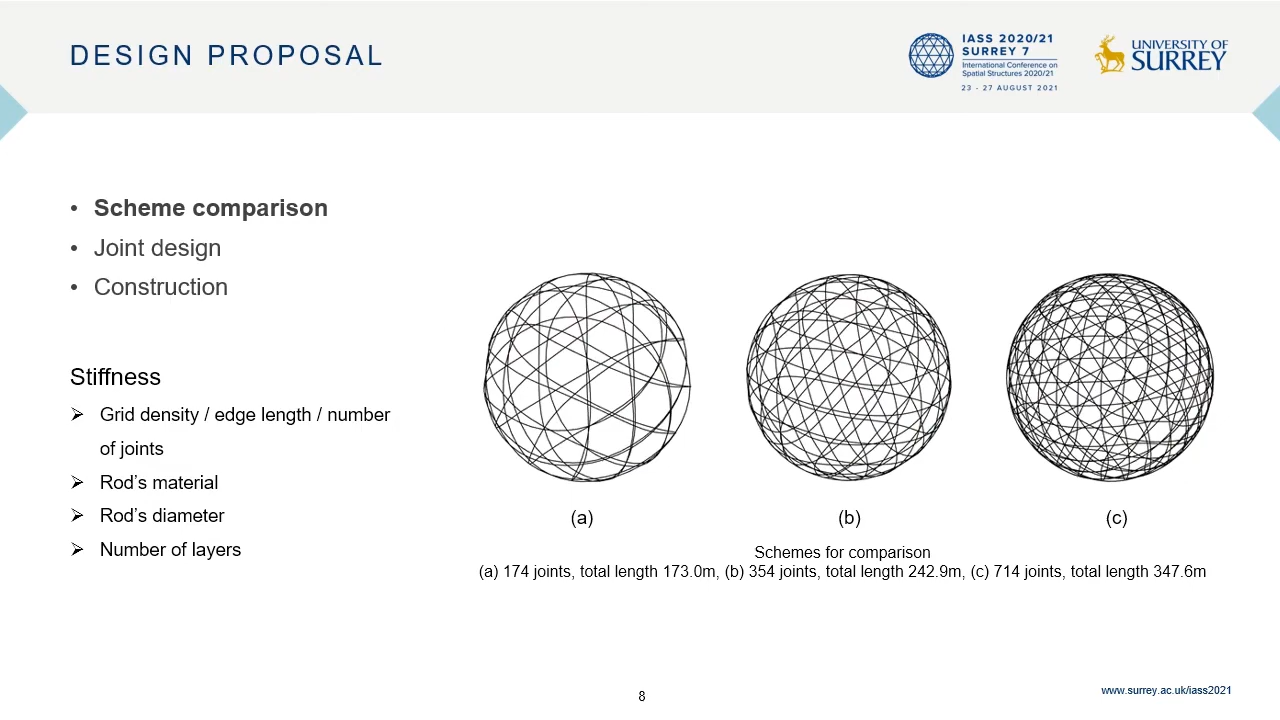 DESIGN PROPOSAL
IASS 2020/21
SURREY 7
International Conference on
Spatial Structures 2020/21
23 - 27 AUGUST 2021
UNIVERSITY OF
SURREY
• Scheme comparison
• Joint design
• Construction
Stiffness
➢ Grid density / edge length / number
of joints
➢ Rod's material
➢ Rod's diameter
➢ Number of layers
(a) (b) (c)
Schemes for comparison
(a) 174 joints, total length 173.0m, (b) 354 joints, total length 242.9m, (c) 714 joints, total length 347.6m
8
www.surrey.ac.uk/iass2021